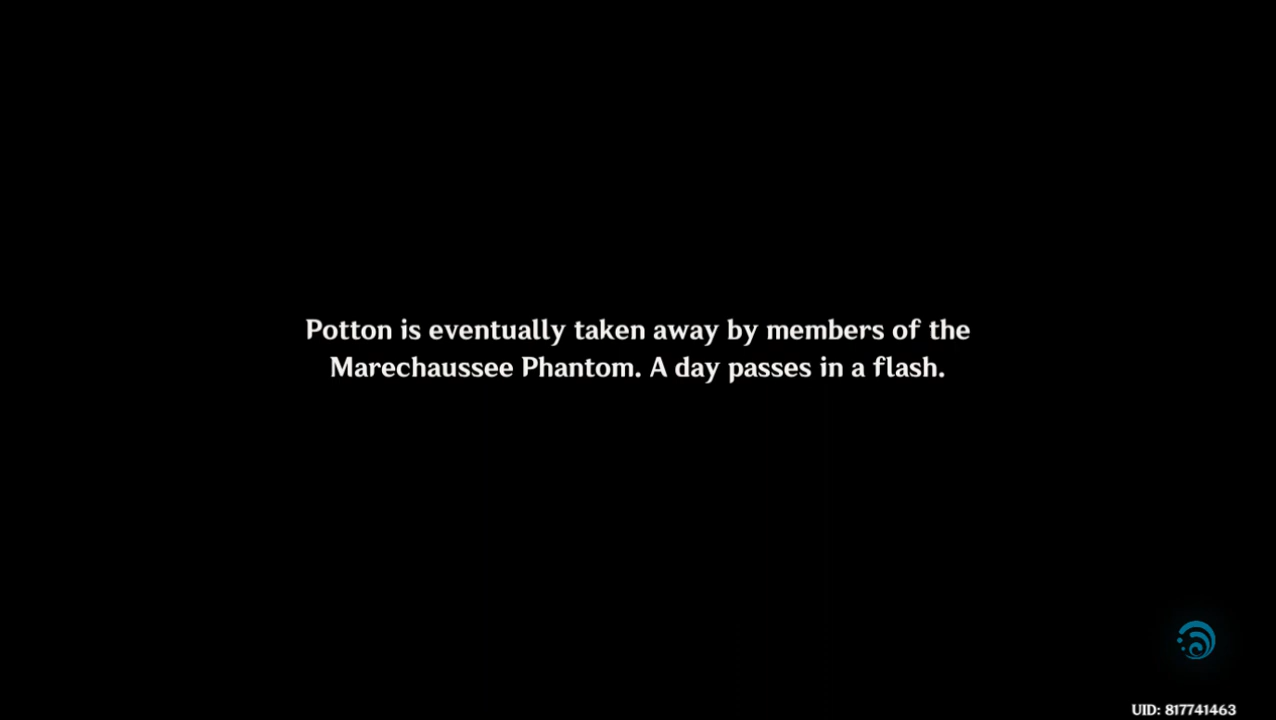 Potton is eventually taken away by members of the
Marechaussee Phantom. A day passes in a flash.
UID: 817741463